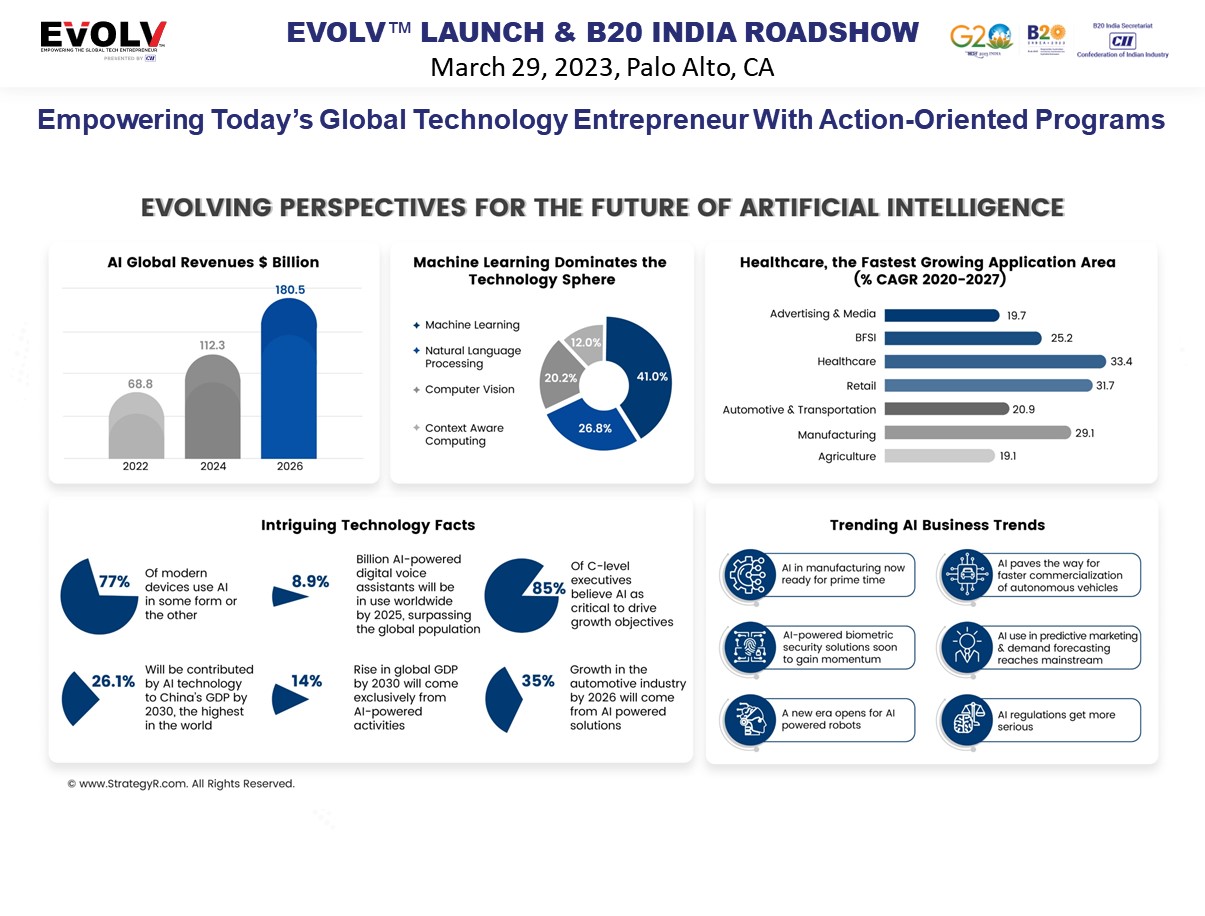 EVOLV™
EMPOWERING THE GLOBAL TECH ENTREPRENEUR
PRESENTED BY CII
EVOLV™ LAUNCH & B20 INDIA ROADSHOW
March 29, 2023, Palo Alto, CA
G20
B20
B20 India Secretariat
CII
Confederation of Indian Industry
Empowering Today’s Global Technology Entrepreneur With Action-Oriented Programs
EVOLVING PERSPECTIVES FOR THE FUTURE OF ARTIFICIAL INTELLIGENCE
AI Global Revenues $ Billion
180.5
112.3
68.8
2022
2024
2026
Machine Learning Dominates the
Technology Sphere
Machine Learning
Natural Language
Processing
Computer Vision
Context Aware
Computing
12.0%
41.0%
20.2%
26.8%
Healthcare, the Fastest Growing Application Area
(% CAGR 2020-2027)
Advertising & Media 19.7
BFSI 25.2
Healthcare 33.4
Retail 31.7
Automotive & Transportation 20.9
Manufacturing 29.1
Agriculture 19.1
Intriguing Technology Facts
77%
Of modern
devices use AI
in some form or
the other
8.9%
Billion AI-powered
digital voice
assistants will be
in use worldwide
by 2025, surpassing
the global population
85%
Of C-level
executives
believe AI as
critical to drive
growth objectives
26.1%
Will be contributed
by AI technology
to China's GDP by
2030, the highest
in the world
14%
Rise in global GDP
by 2030 will come
exclusively from
AI-powered
activities
35%
Growth in the
automotive industry
by 2026 will come
from AI powered
solutions
Trending AI Business Trends
AI in manufacturing now
ready for prime time
AI paves the way for
faster commercialization
of autonomous vehicles
AI-powered biometric
security solutions soon
to gain momentum
AI use in predictive marketing
& demand forecasting
reaches mainstream
A new era opens for AI
powered robots
AI regulations get more
serious
© www.StrategyR.com. All Rights Reserved.